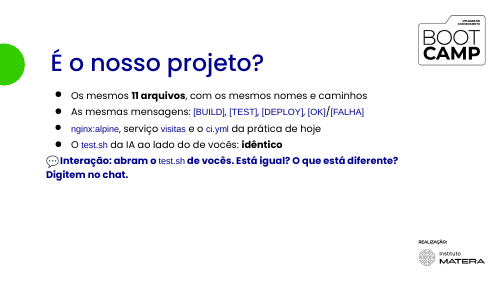 É o nosso projeto?
Os mesmos 11 arquivos, com os mesmos nomes e caminhos
As mesmas mensagens: [BUILD], [TEST], [DEPLOY], [OK]/[FALHA]
nginx:alpine, serviço visitas e o ci.yml da prática de hoje
O test.sh da IA ao lado do de vocês: idêntico
💬Interação: abram o test.sh de vocês. Está igual? O que está diferente?
Digitem no chat.
BOOT
CAMP
REALIZAÇÃO:
Instituto
MATERA